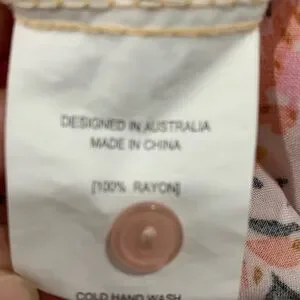 DESIGNED IN AUSTRALIA
MADE IN CHINA
[100% RAYON]
COLD HAND WASH